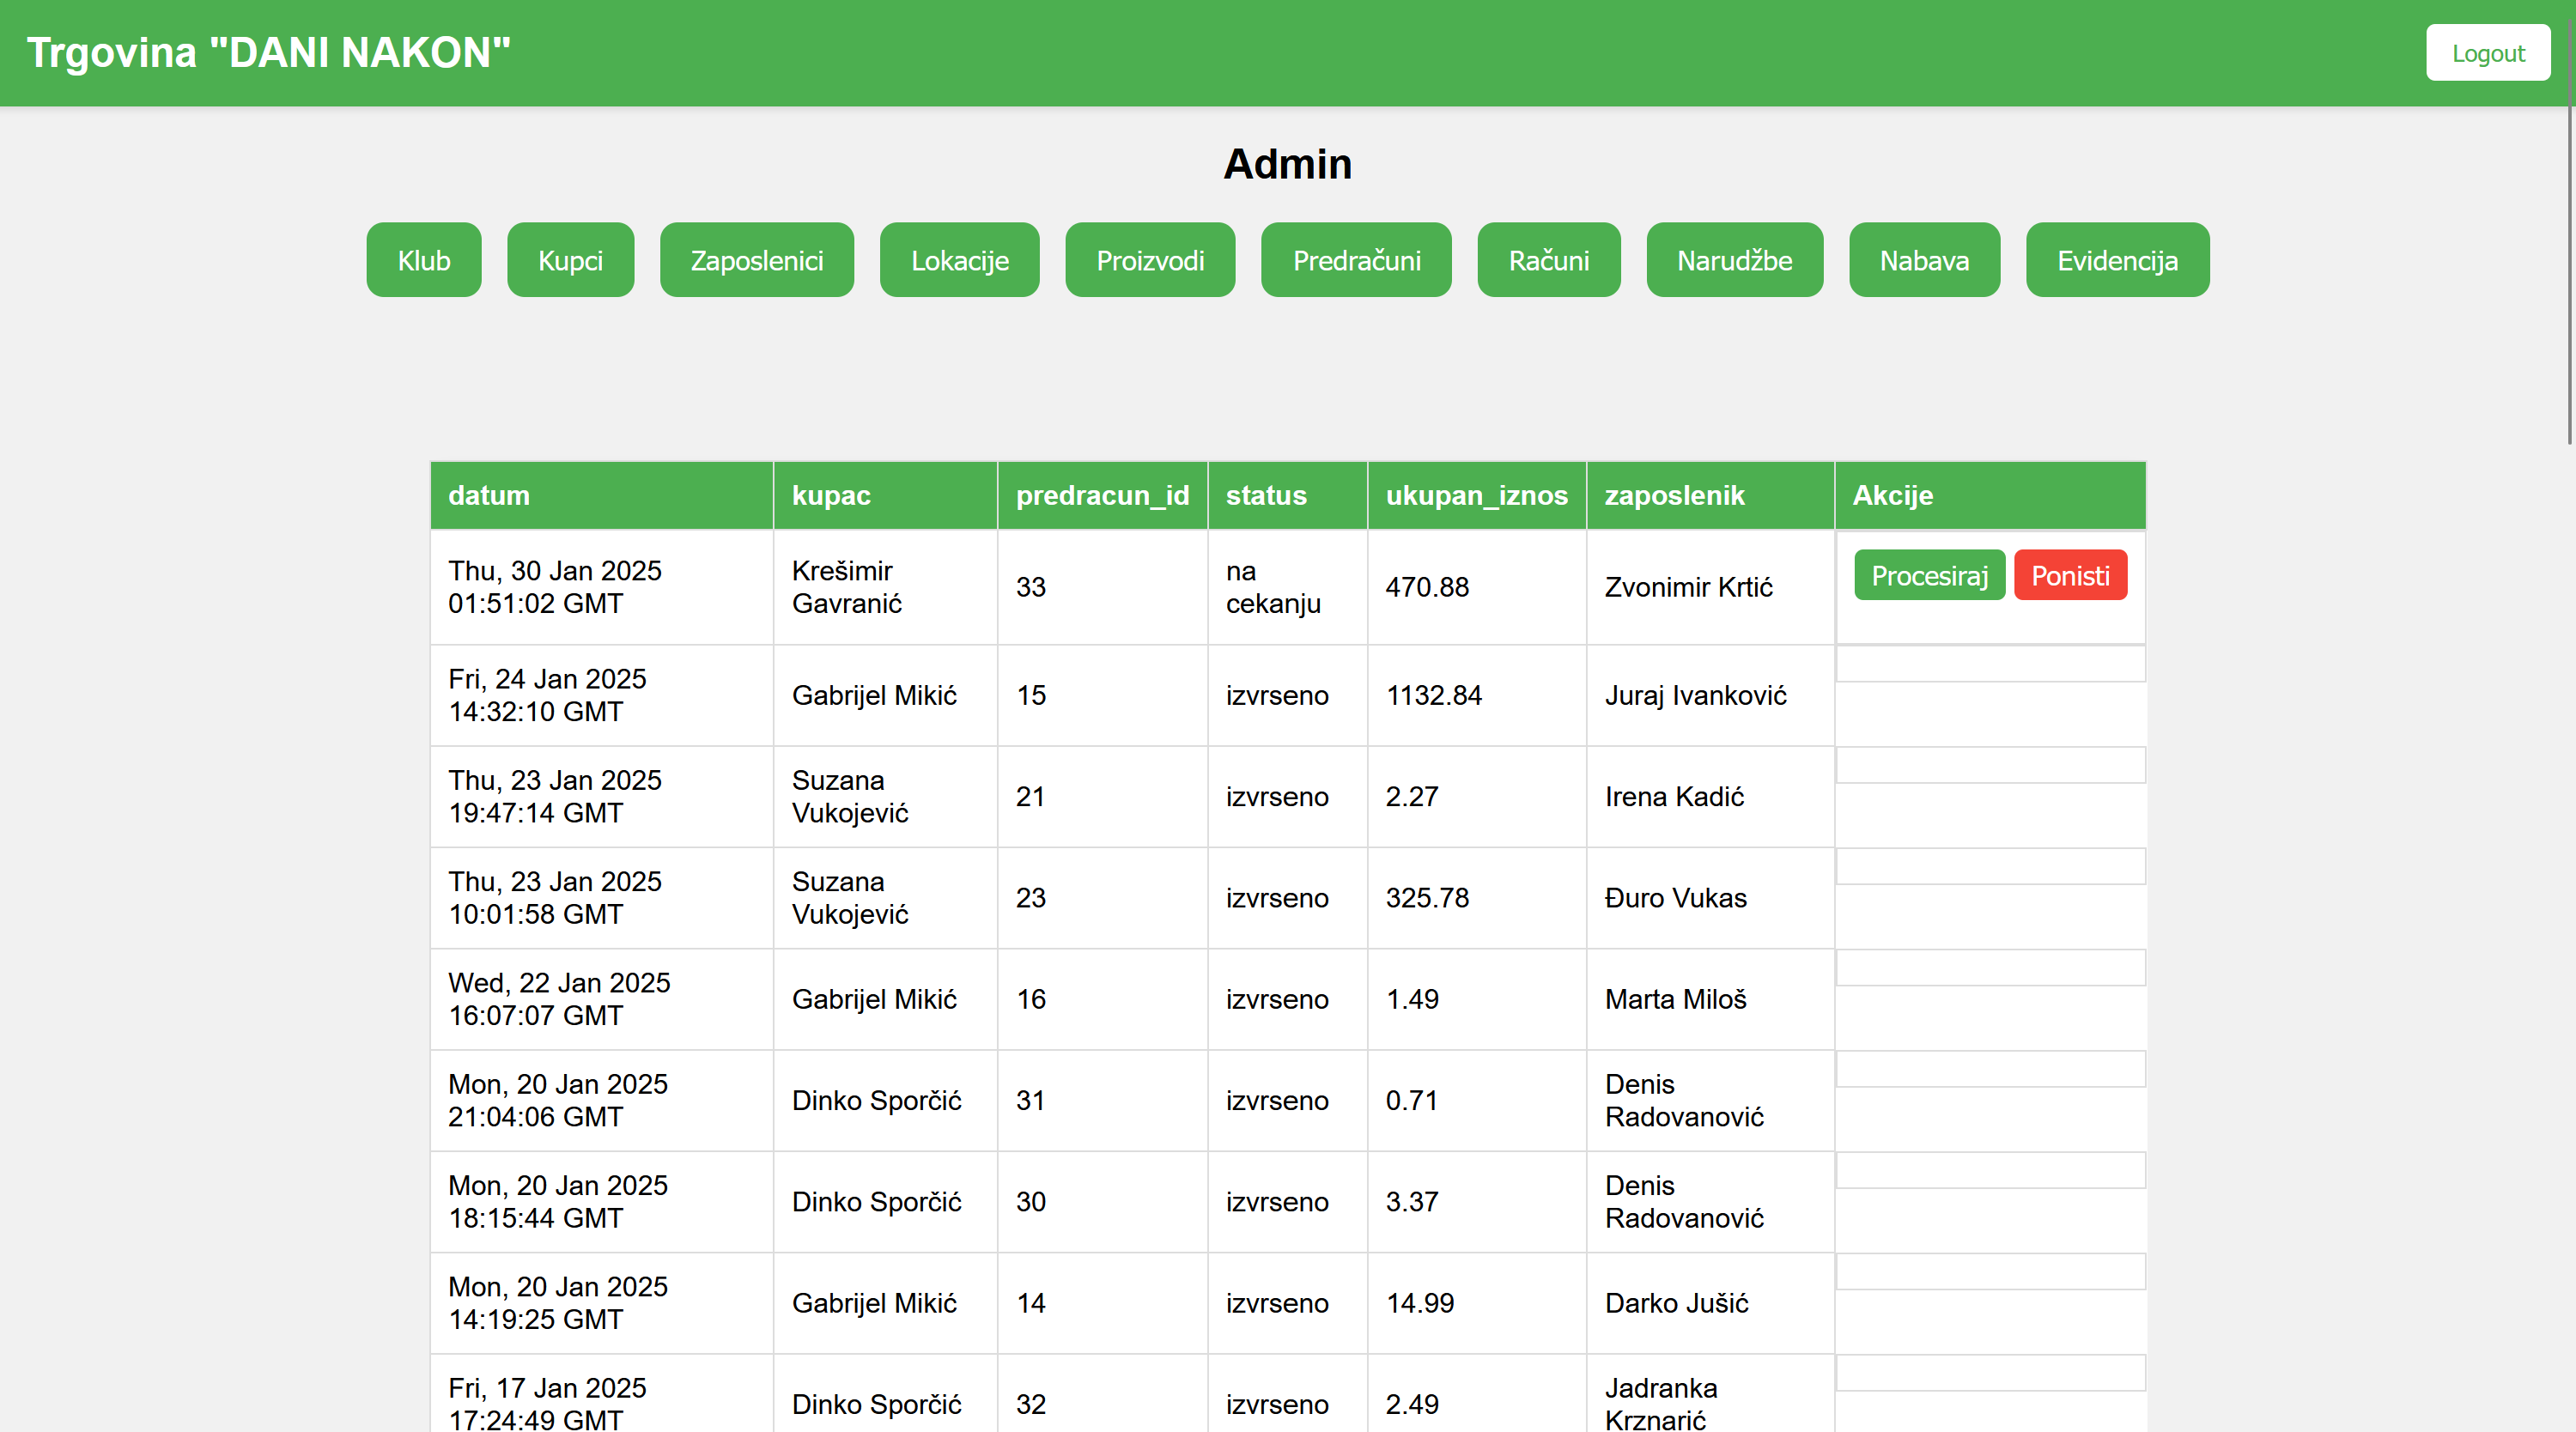 Trgovina "DANI NAKON"
Logout
Admin
Klub Kupci Zaposlenici Lokacije Proizvodi Predračuni Računi Narudžbe Nabava Evidencija
datum kupac predracun_id status ukupan_iznos zaposlenik Akcije
Thu, 30 Jan 2025 01:51:02 GMT Krešimir Gavranić 33 na cekanju 470.88 Zvonimir Krtić Procesiraj Ponisti
Fri, 24 Jan 2025 14:32:10 GMT Gabrijel Mikić 15 izvrseno 1132.84 Juraj Ivanković
Thu, 23 Jan 2025 19:47:14 GMT Suzana Vukojević 21 izvrseno 2.27 Irena Kadić
Thu, 23 Jan 2025 10:01:58 GMT Suzana Vukojević 23 izvrseno 325.78 Đuro Vukas
Wed, 22 Jan 2025 16:07:07 GMT Gabrijel Mikić 16 izvrseno 1.49 Marta Miloš
Mon, 20 Jan 2025 21:04:06 GMT Dinko Sporčić 31 izvrseno 0.71 Denis Radovanović
Mon, 20 Jan 2025 18:15:44 GMT Dinko Sporčić 30 izvrseno 3.37 Denis Radovanović
Mon, 20 Jan 2025 14:19:25 GMT Gabrijel Mikić 14 izvrseno 14.99 Darko Jušić
Fri, 17 Jan 2025 17:24:49 GMT Dinko Sporčić 32 izvrseno 2.49 Jadranka Krznarić